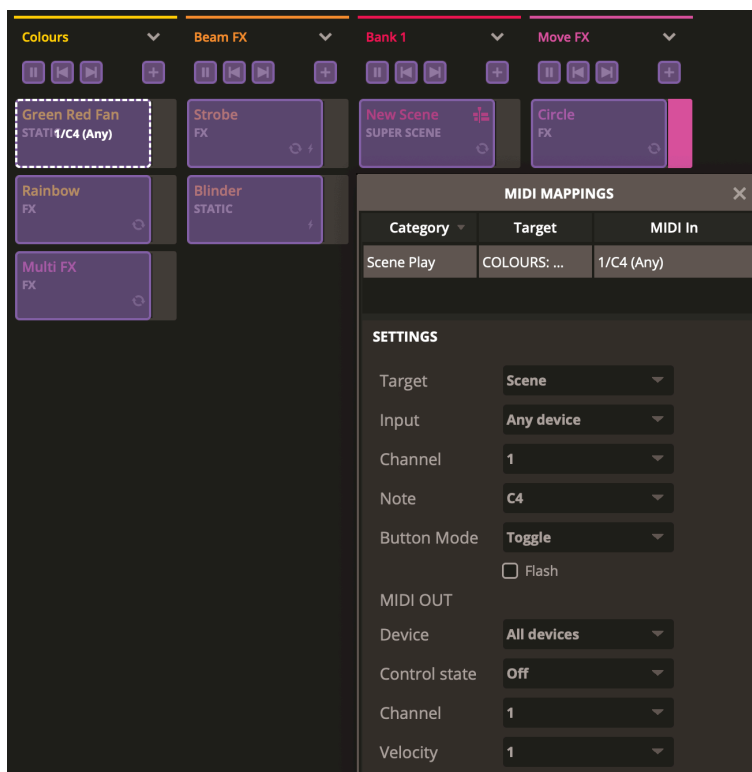 Colours
Beam FX
Bank 1
Move FX
Green Red Fan
STATI 1/C4 (Any)
Strobe
FX
New Scene
SUPER SCENE
Circle
FX
Rainbow
FX
Blinder
STATIC
Multi FX
FX
MIDI MAPPINGS
Category Target MIDI In
Scene Play COLOURS: ... 1/C4 (Any)
SETTINGS
Target Scene
Input Any device
Channel 1
Note C4
Button Mode Toggle
Flash
MIDI OUT
Device All devices
Control state Off
Channel 1
Velocity 1